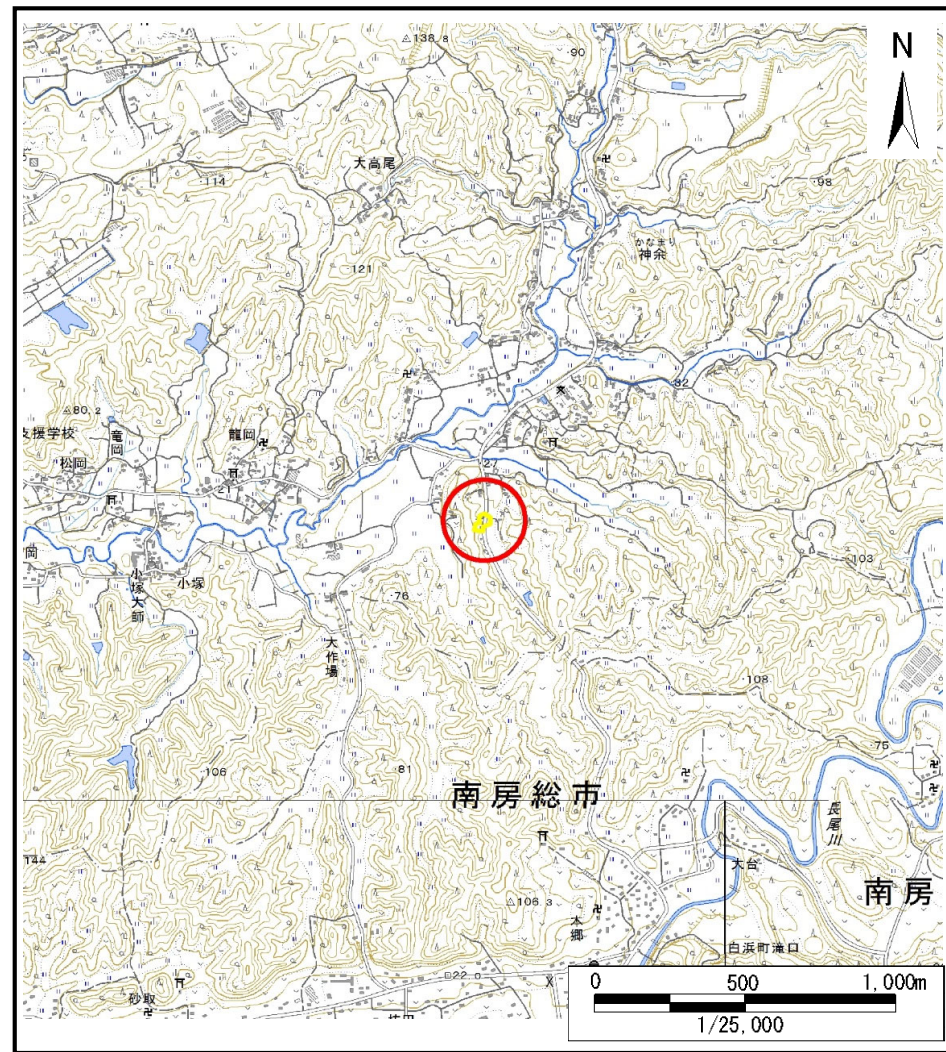 138.8
90
N
大高尾
114
98
かなまり
神余
121
80.2
32
支援学校
竜岡
龍岡
松岡
27
21
岡
小塚大師
小塚
103
76
大作場
108
75
106
81
南房総市
長尾川
144
大台
南房
106.3
本郷
白浜町滝口
22.0
砂取
0 500 1,000m
1/25,000